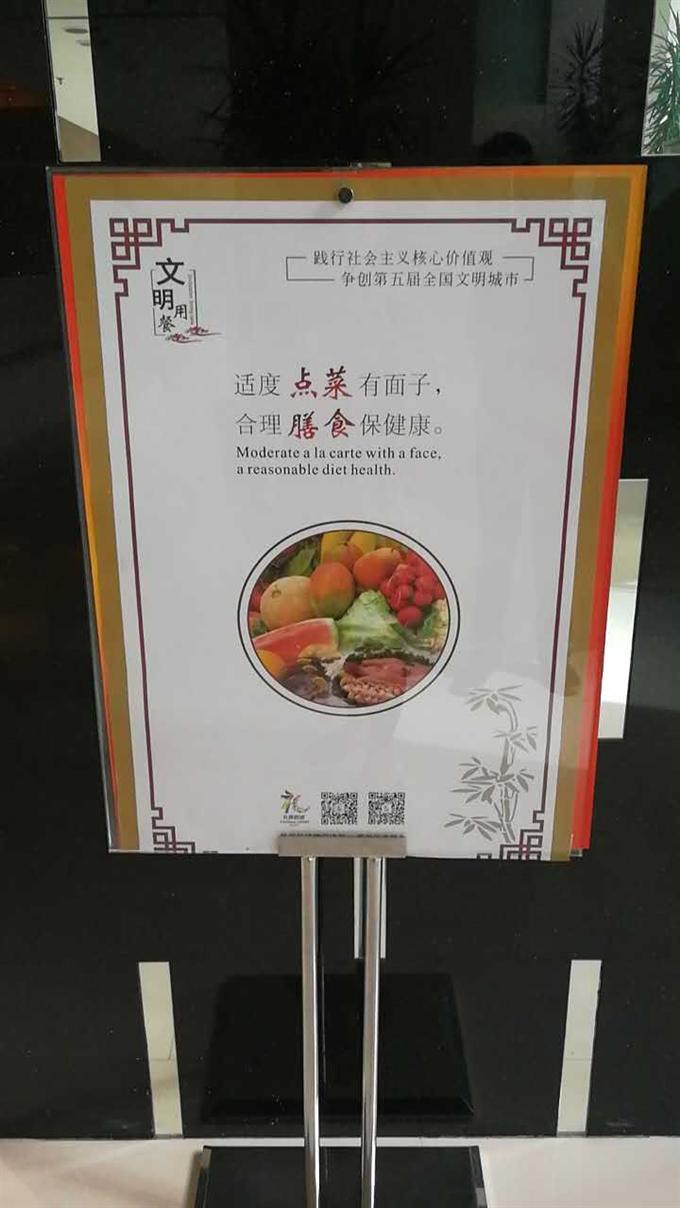 文明用餐
践行社会主义核心价值观
争创第五届全国文明城市
适度点菜有面子，
合理膳食保健康。
Moderate a la carte with a face,
a reasonable diet health.